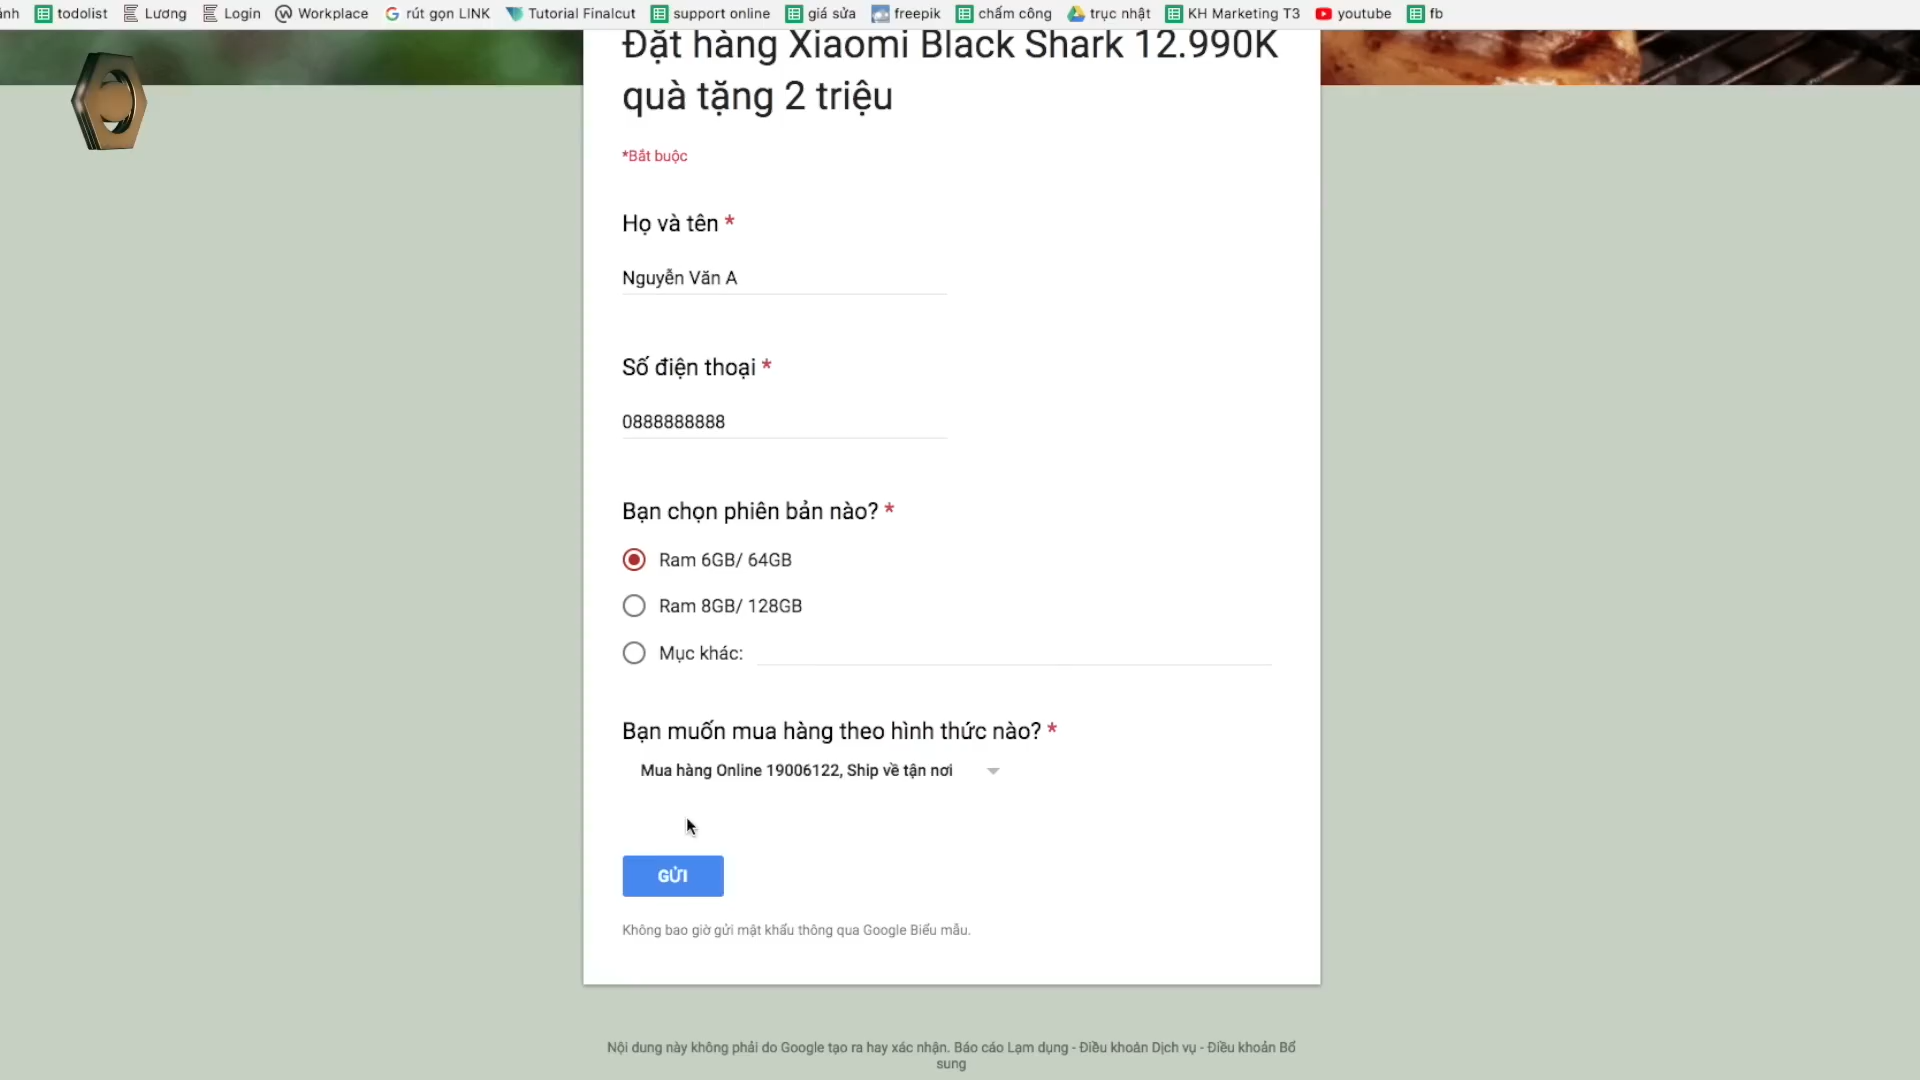 todolist Lương Login Workplace rút gọn LINK Tutorial Finalcut support online giá sửa freepik chấm công trục nhật KH Marketing T3 youtube fb
Đặt hàng Xiaomi Black Shark 12.990K
quà tặng 2 triệu
*Bắt buộc
Họ và tên *
Nguyễn Văn A
Số điện thoại *
0888888888
Bạn chọn phiên bản nào? *
Ram 6GB/ 64GB
Ram 8GB/ 128GB
Mục khác:
Bạn muốn mua hàng theo hình thức nào? *
Mua hàng Online 19006122, Ship về tận nơi
GỬI
Không bao giờ gửi mật khẩu thông qua Google Biểu mẫu.
Nội dung này không phải do Google tạo ra hay xác nhận. Báo cáo Lạm dụng - Điều khoản Dịch vụ - Điều khoản Bổ
sung